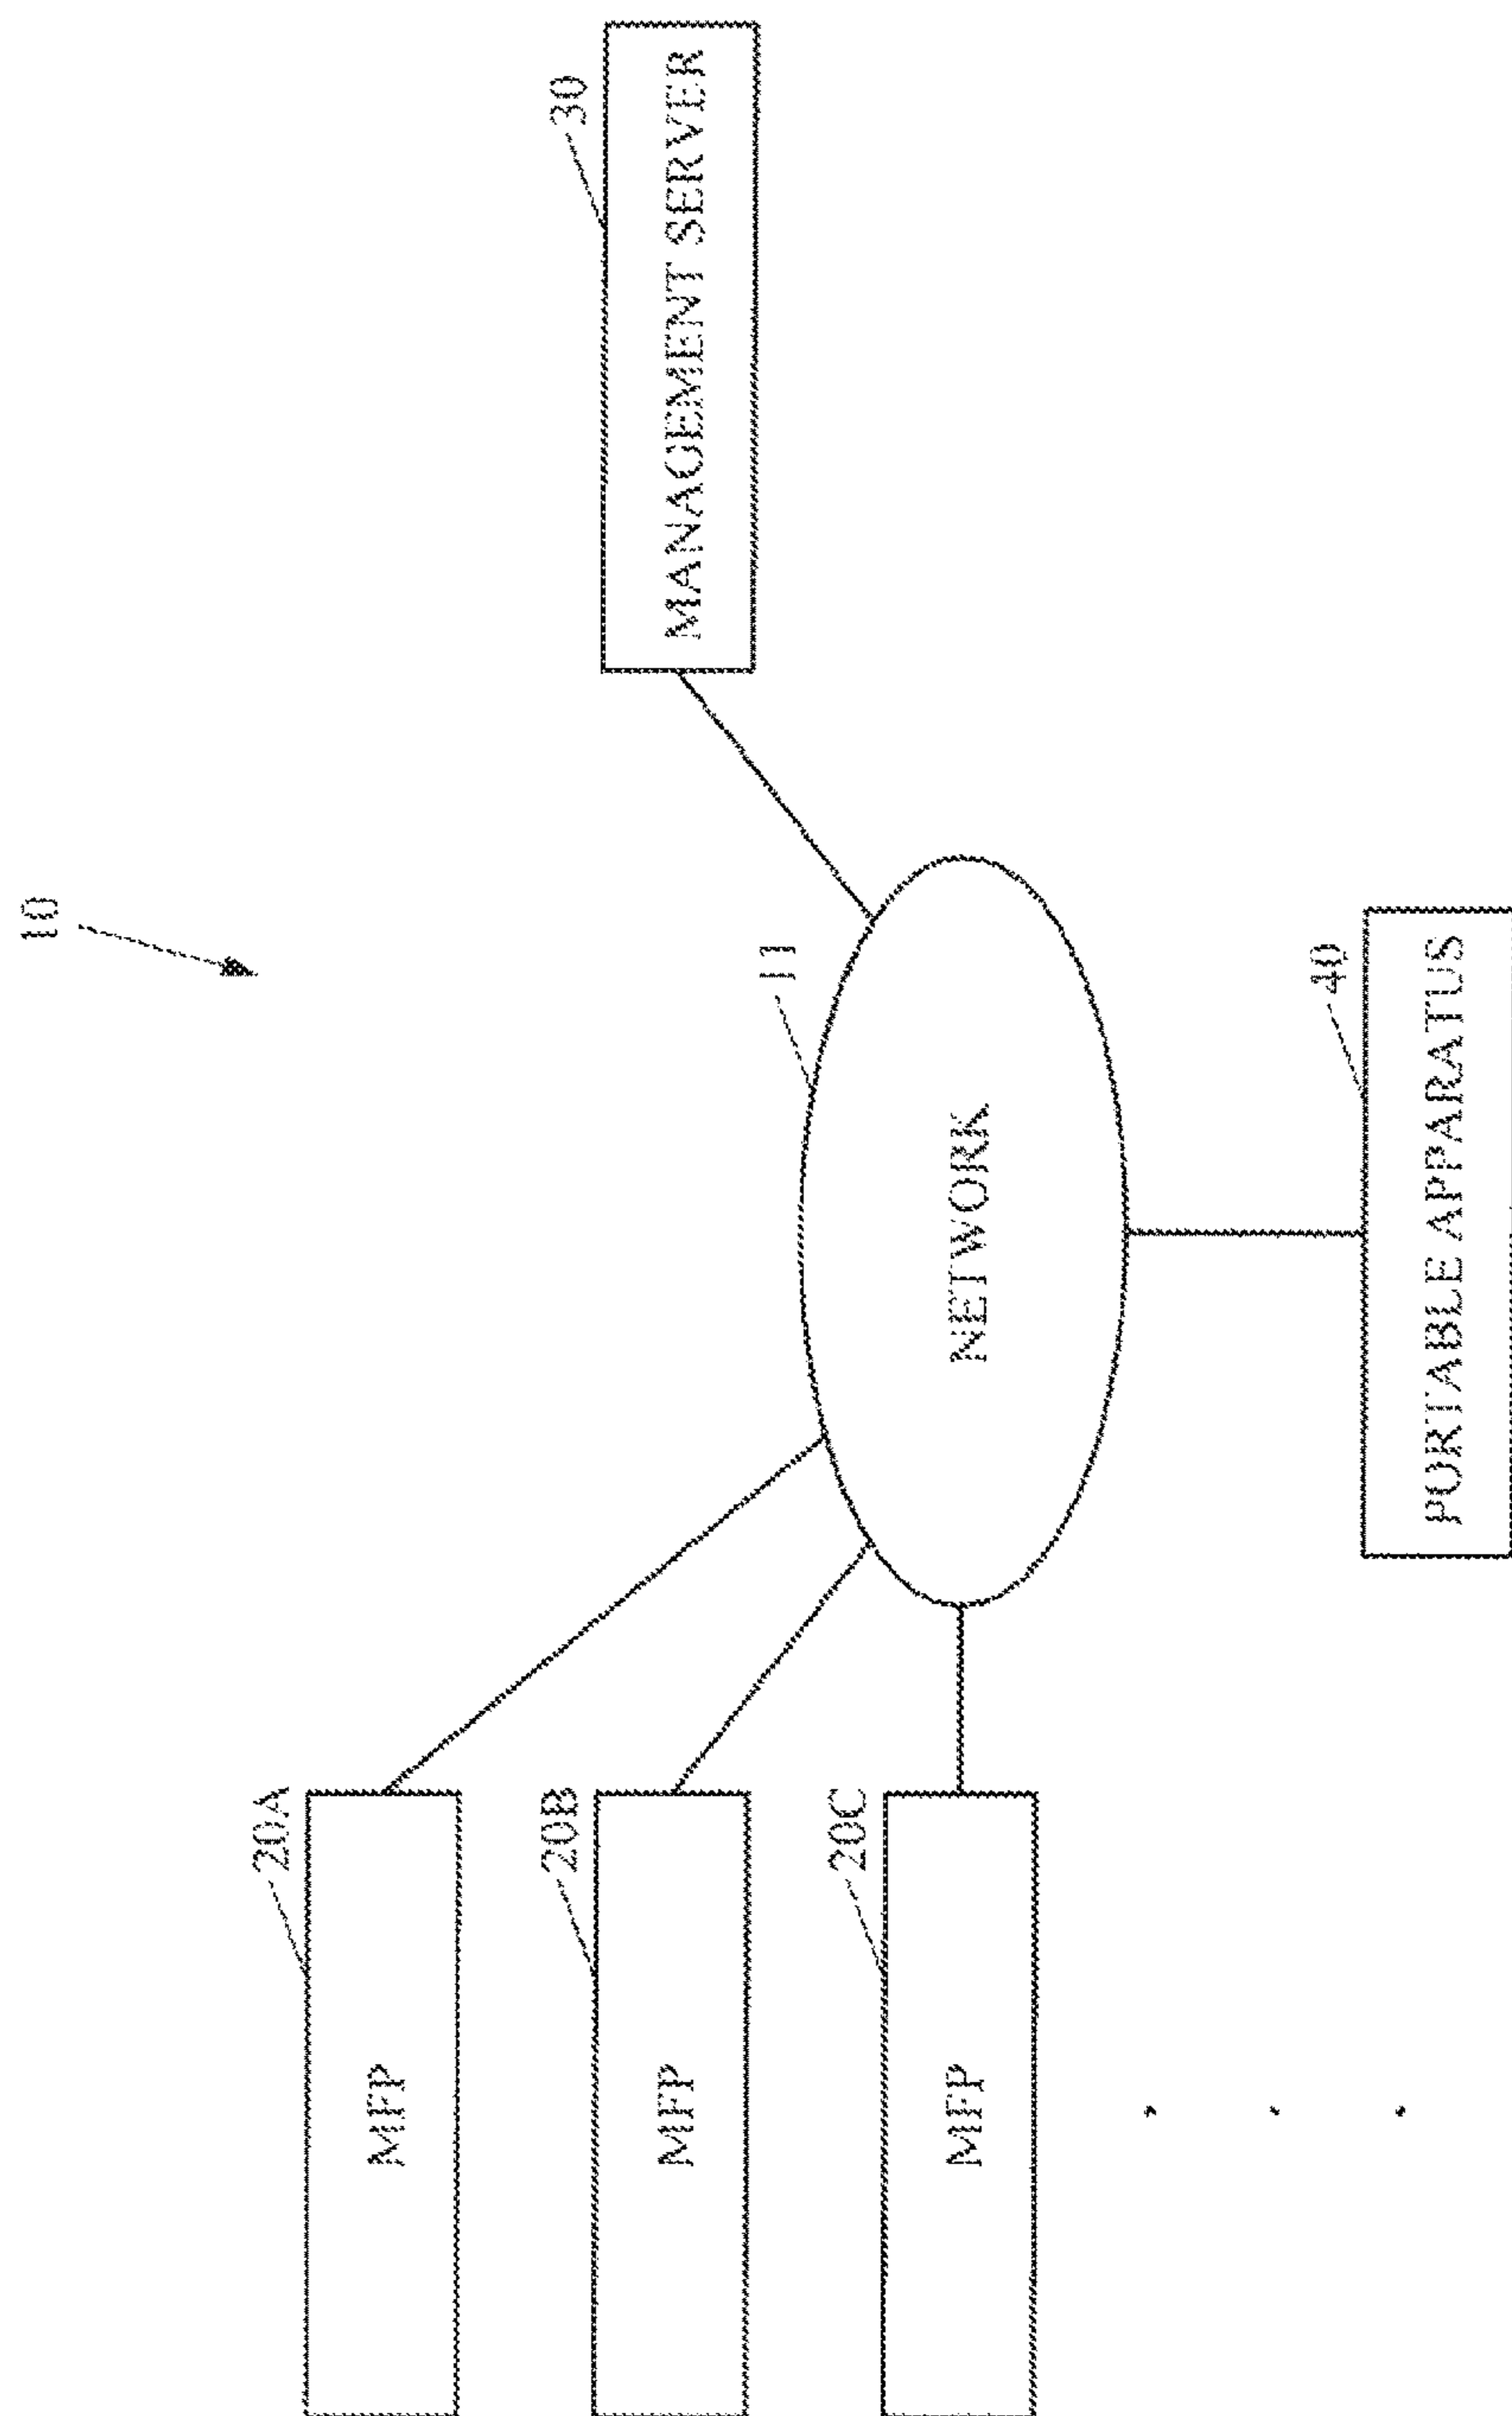 10
20A
MFP
20B
MFP
20C
MFP
11
NETWORK
30
MANAGEMENT SERVER
40
PORTABLE APPARATUS